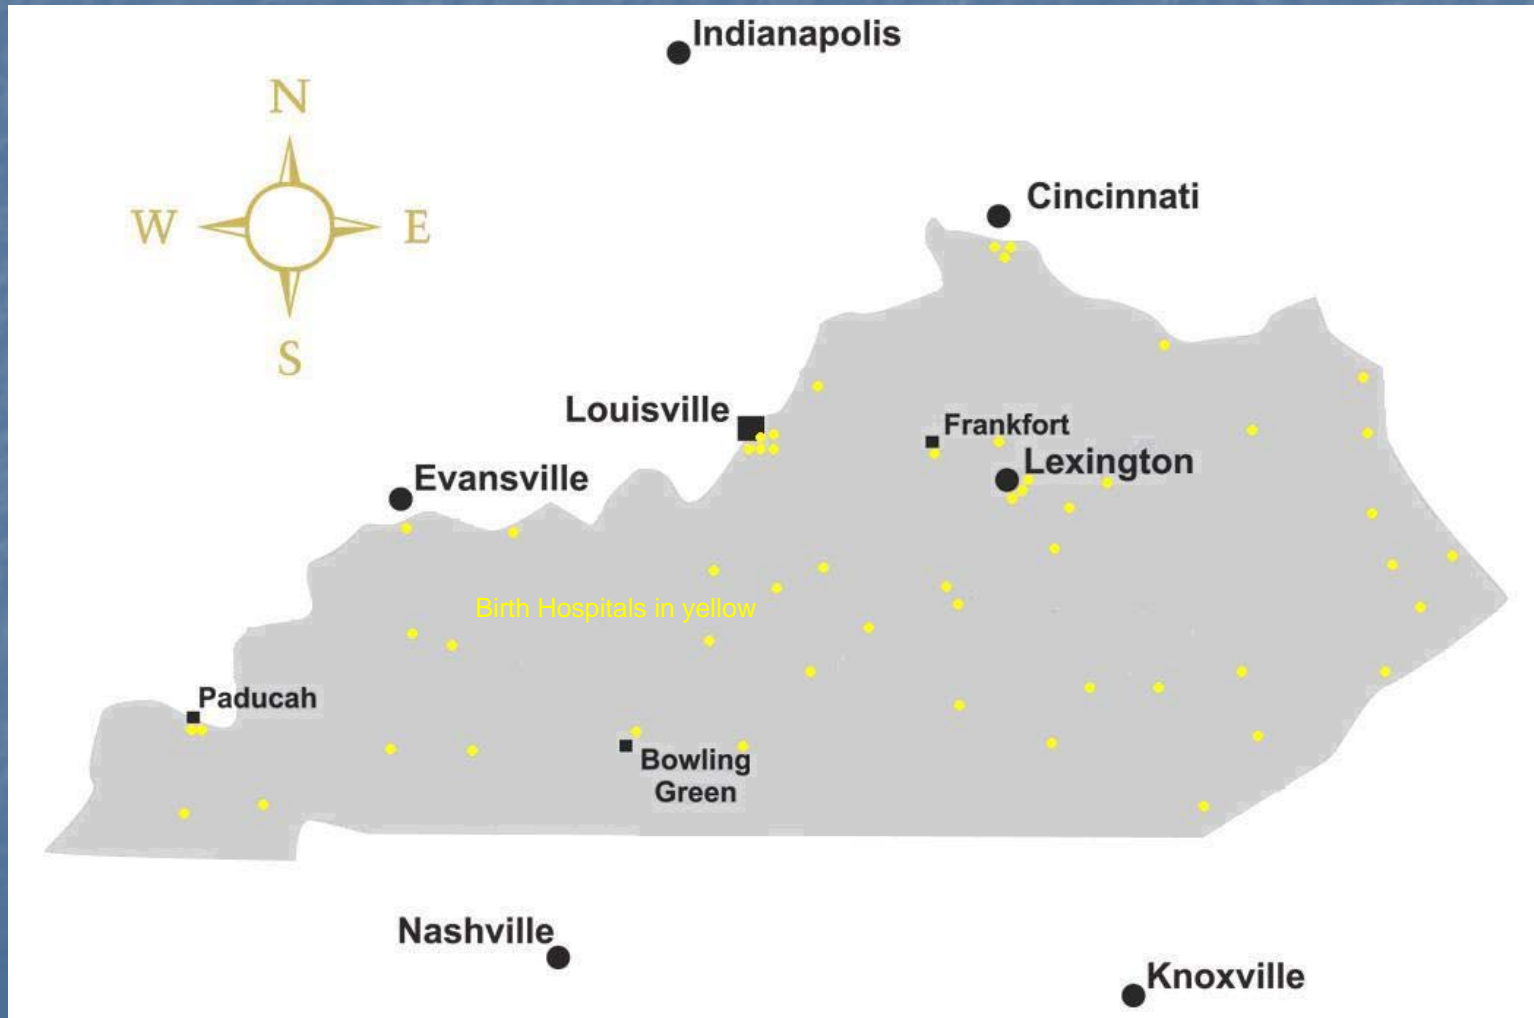 Indianapolis
N
Cincinnati
W
E
S
Louisville
Frankfort
Lexington
Evansville
Birth Hospitals in yellow
Paducah
Bowling
Green
Nashville
Knoxville